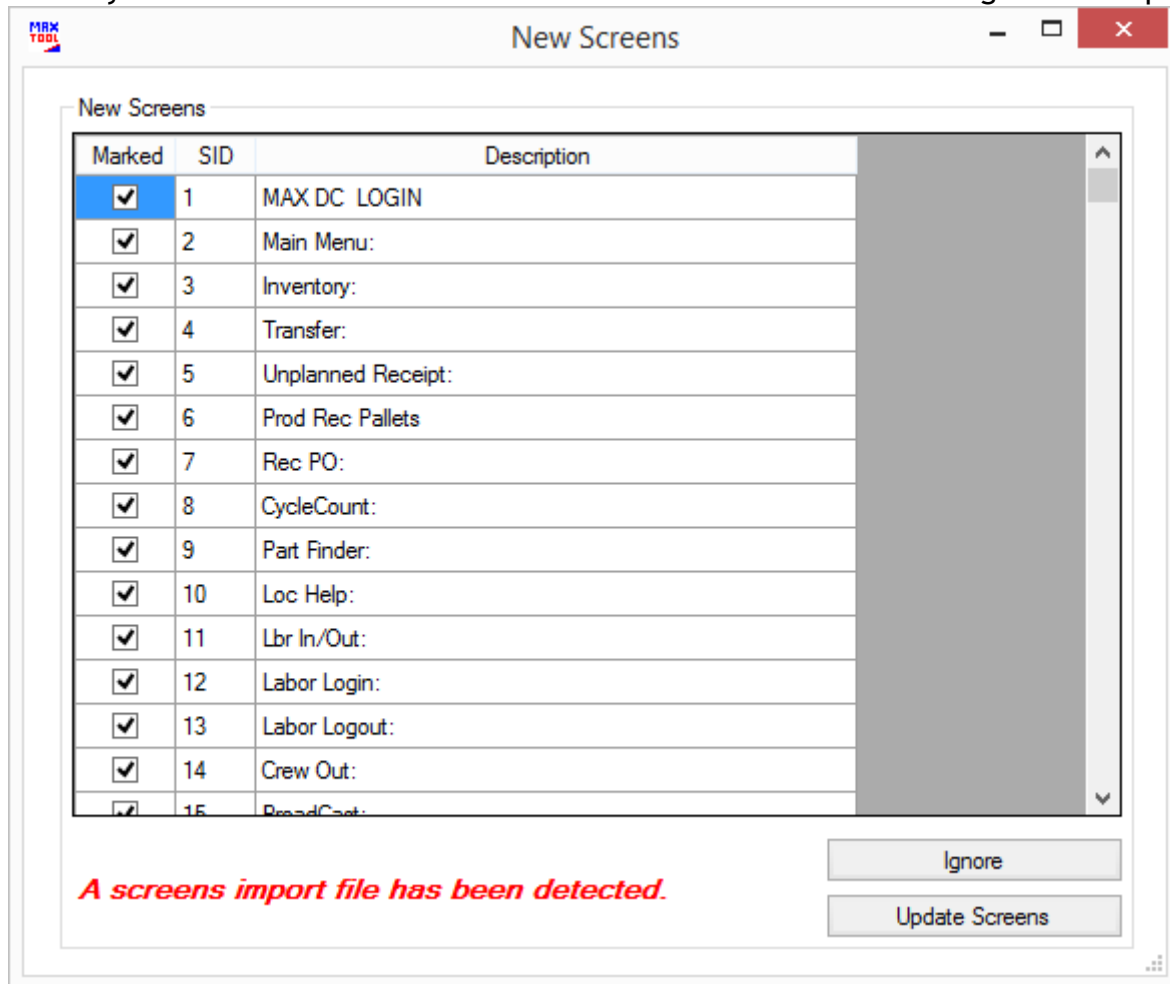 MAX
TOOL
New Screens
New Screens
Marked SID Description
1 MAX DC LOGIN
2 Main Menu:
3 Inventory:
4 Transfer:
5 Unplanned Receipt:
6 Prod Rec Pallets
7 Rec PO:
8 CycleCount:
9 Part Finder:
10 Loc Help:
11 Lbr In/Out:
12 Labor Login:
13 Labor Logout:
14 Crew Out:
15 BroadCast:
Ignore
A screens import file has been detected.
Update Screens